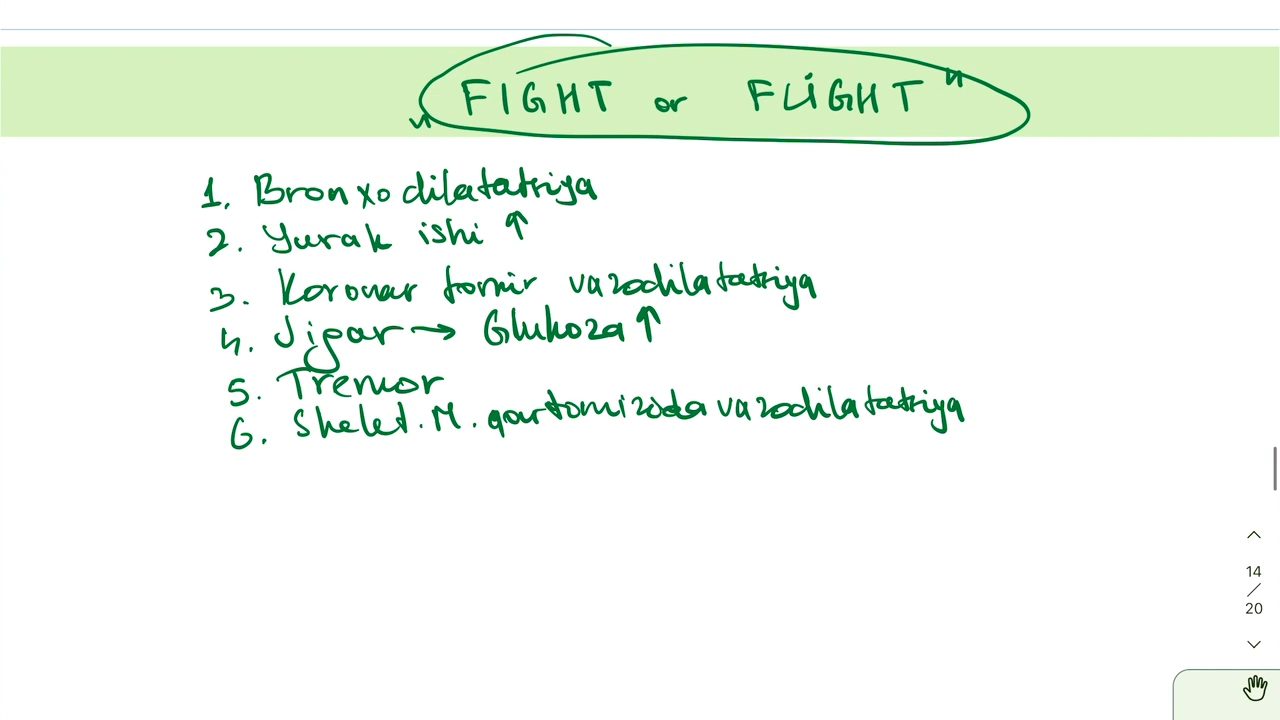 „FIGHT or FLiGHT"
1. Bronxodilatatsiya
2. Yurak ishi ↑
3. Koronar tomir vazodilatatsiya
4. Jigar → Glukoza ↑
5. Tremor
6. Skelet. M. qon tomirida vazodilatatsiya
14
/
20